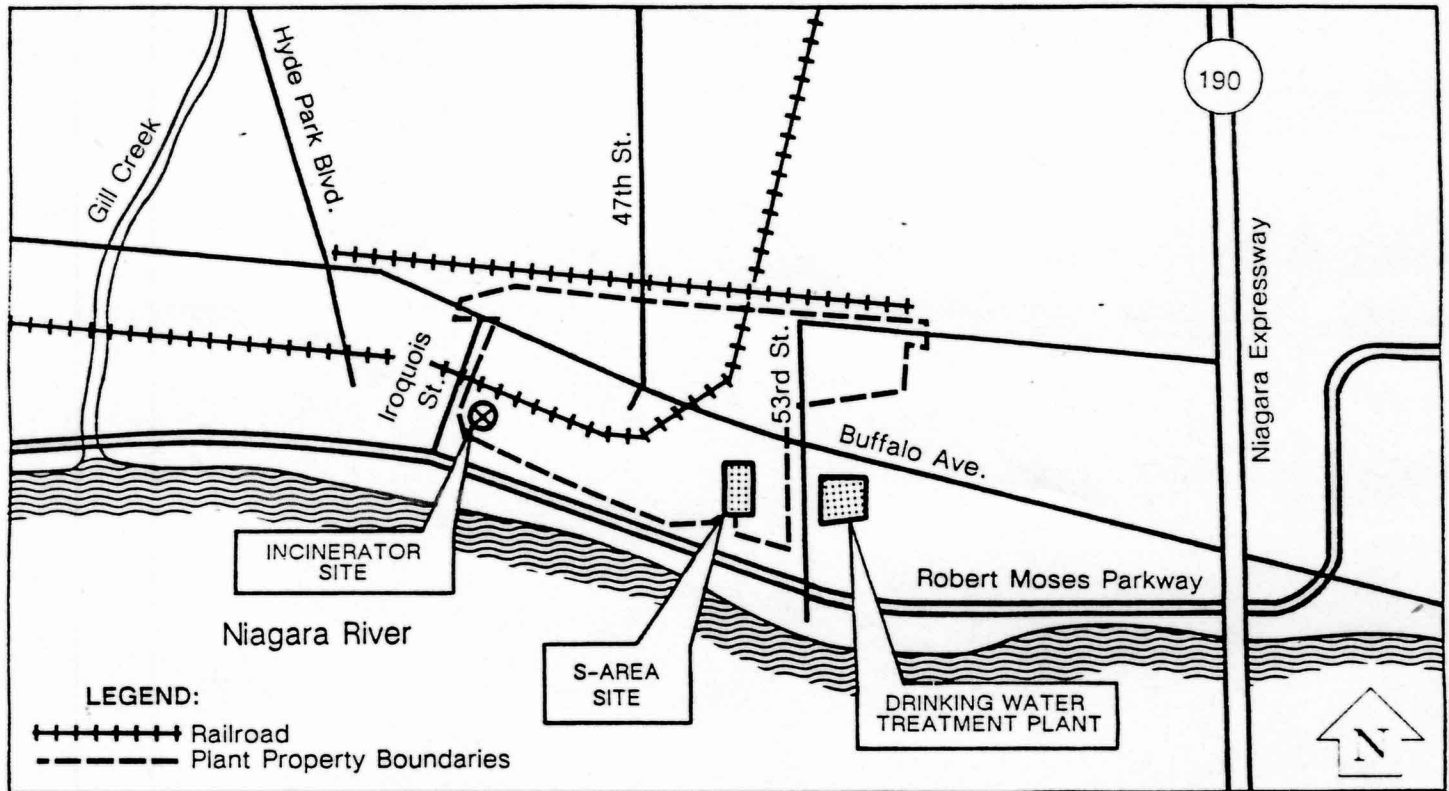 190
Gill Creek
Hyde Park Blvd.
47th St.
Niagara Expressway
Iroquois
St.
53rd St.
Buffalo Ave.
INCINERATOR
SITE
Robert Moses Parkway
Niagara River
S-AREA
SITE
DRINKING WATER
TREATMENT PLANT
LEGEND:
Railroad
Plant Property Boundaries
N